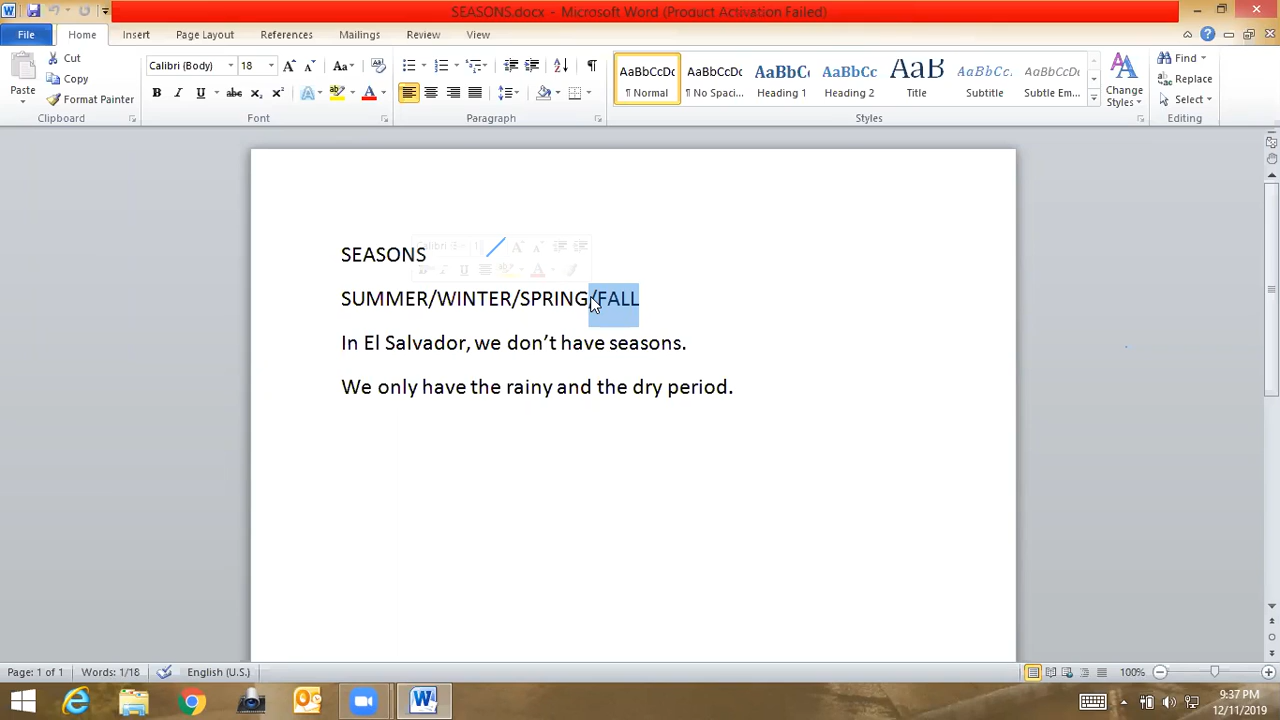 SEASONS.docx - Microsoft Word (Product Activation Failed)
File Home Insert Page Layout References Mailings Review View
Paste
Cut
Copy
Format Painter
Clipboard
Calibri (Body) 18
Font
Paragraph
AaBbCcDc AaBbCcDc AaBbC AaBbCc AaB AaBbCc. AaBbCcDc
¶ Normal ¶ No Spaci... Heading 1 Heading 2 Title Subtitle Subtle Em...
Styles
Change Styles
Find
Replace
Select
Editing
SEASONS
SUMMER/WINTER/SPRING/FALL
In El Salvador, we don’t have seasons.
We only have the rainy and the dry period.
Page: 1 of 1 Words: 1/18 English (U.S.) 100%
9:37 PM
12/11/2019